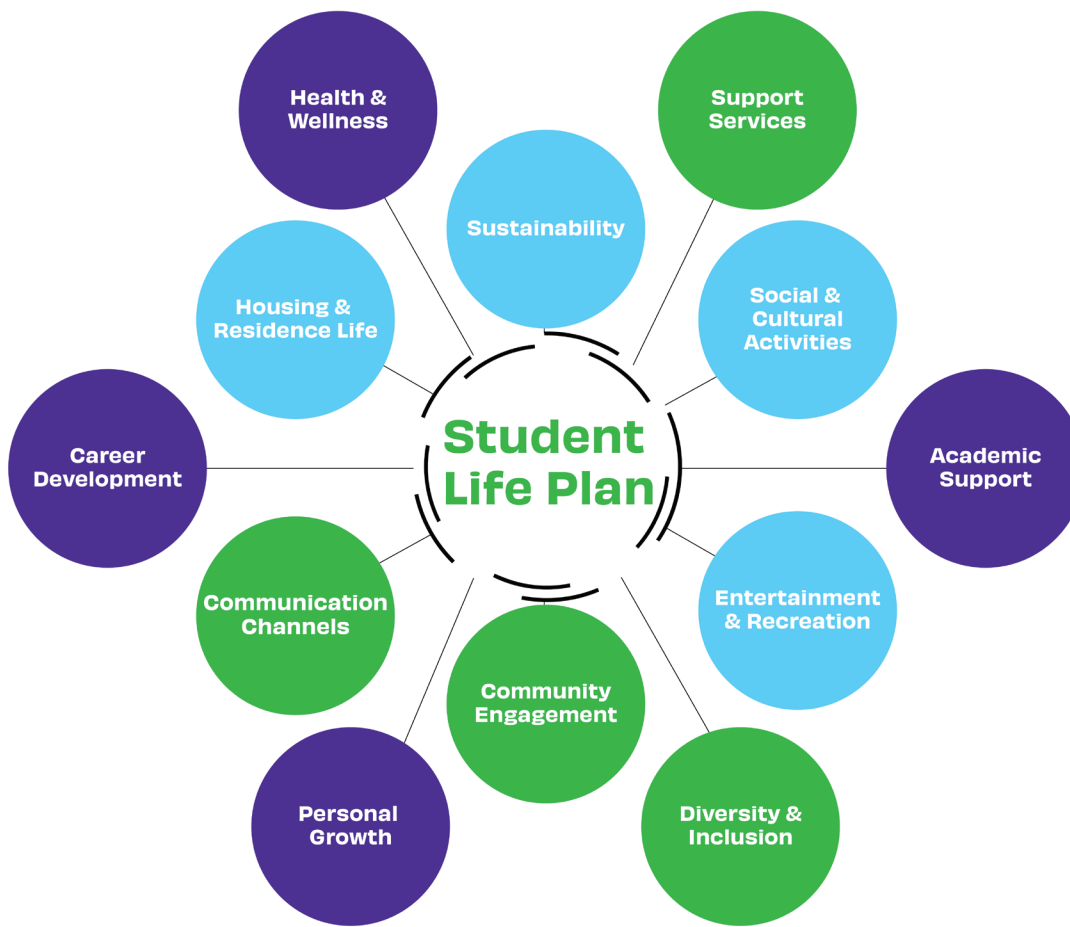 Health &
Wellness
Support
Services
Sustainability
Housing &
Residence Life
Social &
Cultural
Activities
Student
Life Plan
Career
Development
Academic
Support
Communication
Channels
Entertainment
& Recreation
Community
Engagement
Personal
Growth
Diversity &
Inclusion